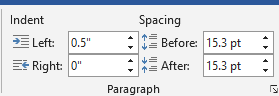 Indent Spacing
Left: 0.5" Before: 15.3 pt
Right: 0" After: 15.3 pt
Paragraph